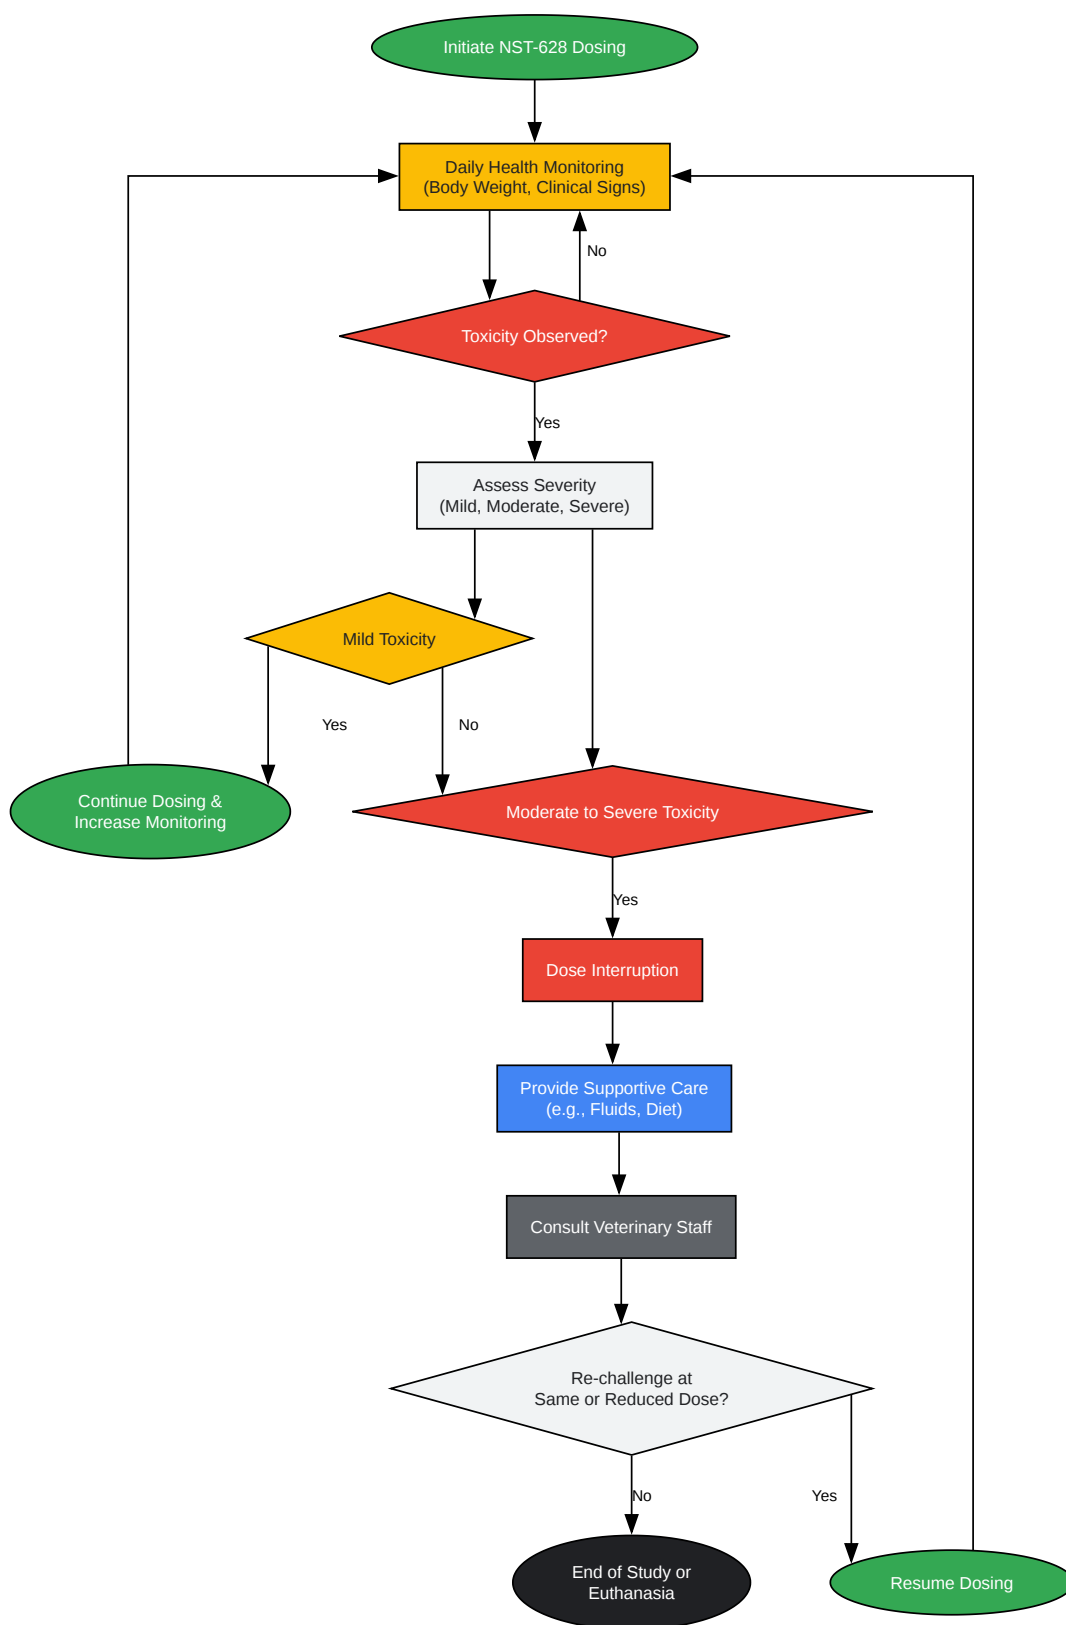 Initiate NST-628 Dosing
Daily Health Monitoring
(Body Weight, Clinical Signs)
No
Toxicity Observed?
Yes
Assess Severity
(Mild, Moderate, Severe)
Mild Toxicity
Yes
No
Continue Dosing &
Increase Monitoring
Moderate to Severe Toxicity
Yes
Dose Interruption
Provide Supportive Care
(e.g., Fluids, Diet)
Consult Veterinary Staff
Re-challenge at
Same or Reduced Dose?
No
Yes
End of Study or
Euthanasia
Resume Dosing